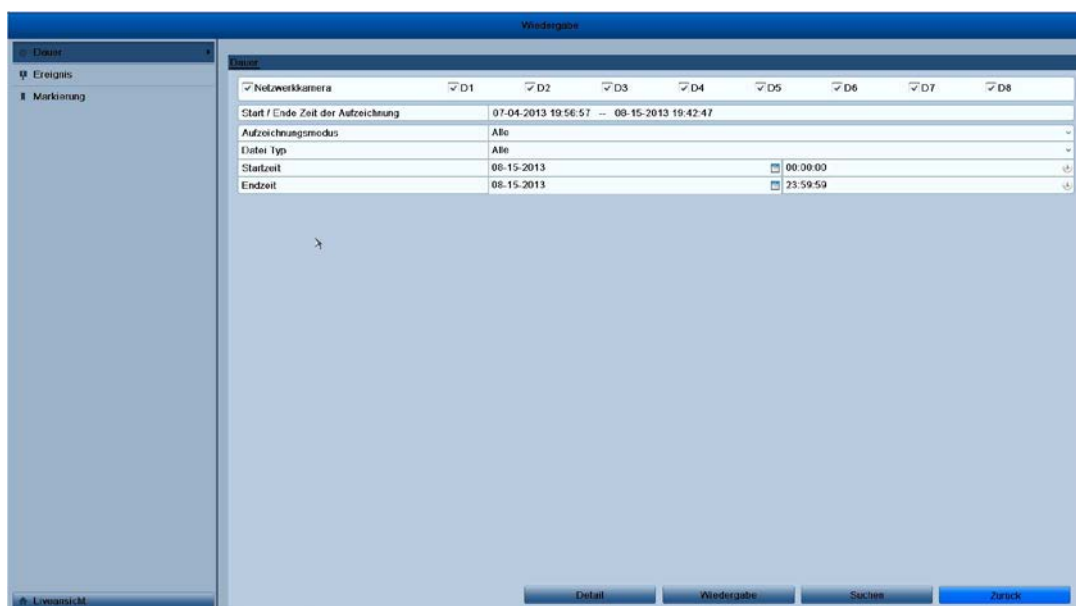 Wiedergabe
Dauer
Ereignis
Markierung
Dauer
Netzwerkkamera D1 D2 D3 D4 D5 D6 D7 D8
Start / Ende Zeit der Aufzeichnung 07-04-2013 19:56:57 -- 08-15-2013 19:42:47
Aufzeichnungsmodus Alle
Datei Typ Alle
Startzeit 08-15-2013 00:00:00
Endzeit 08-15-2013 23:59:59
Liveansicht
Detail Wiedergabe Suchen Zurück